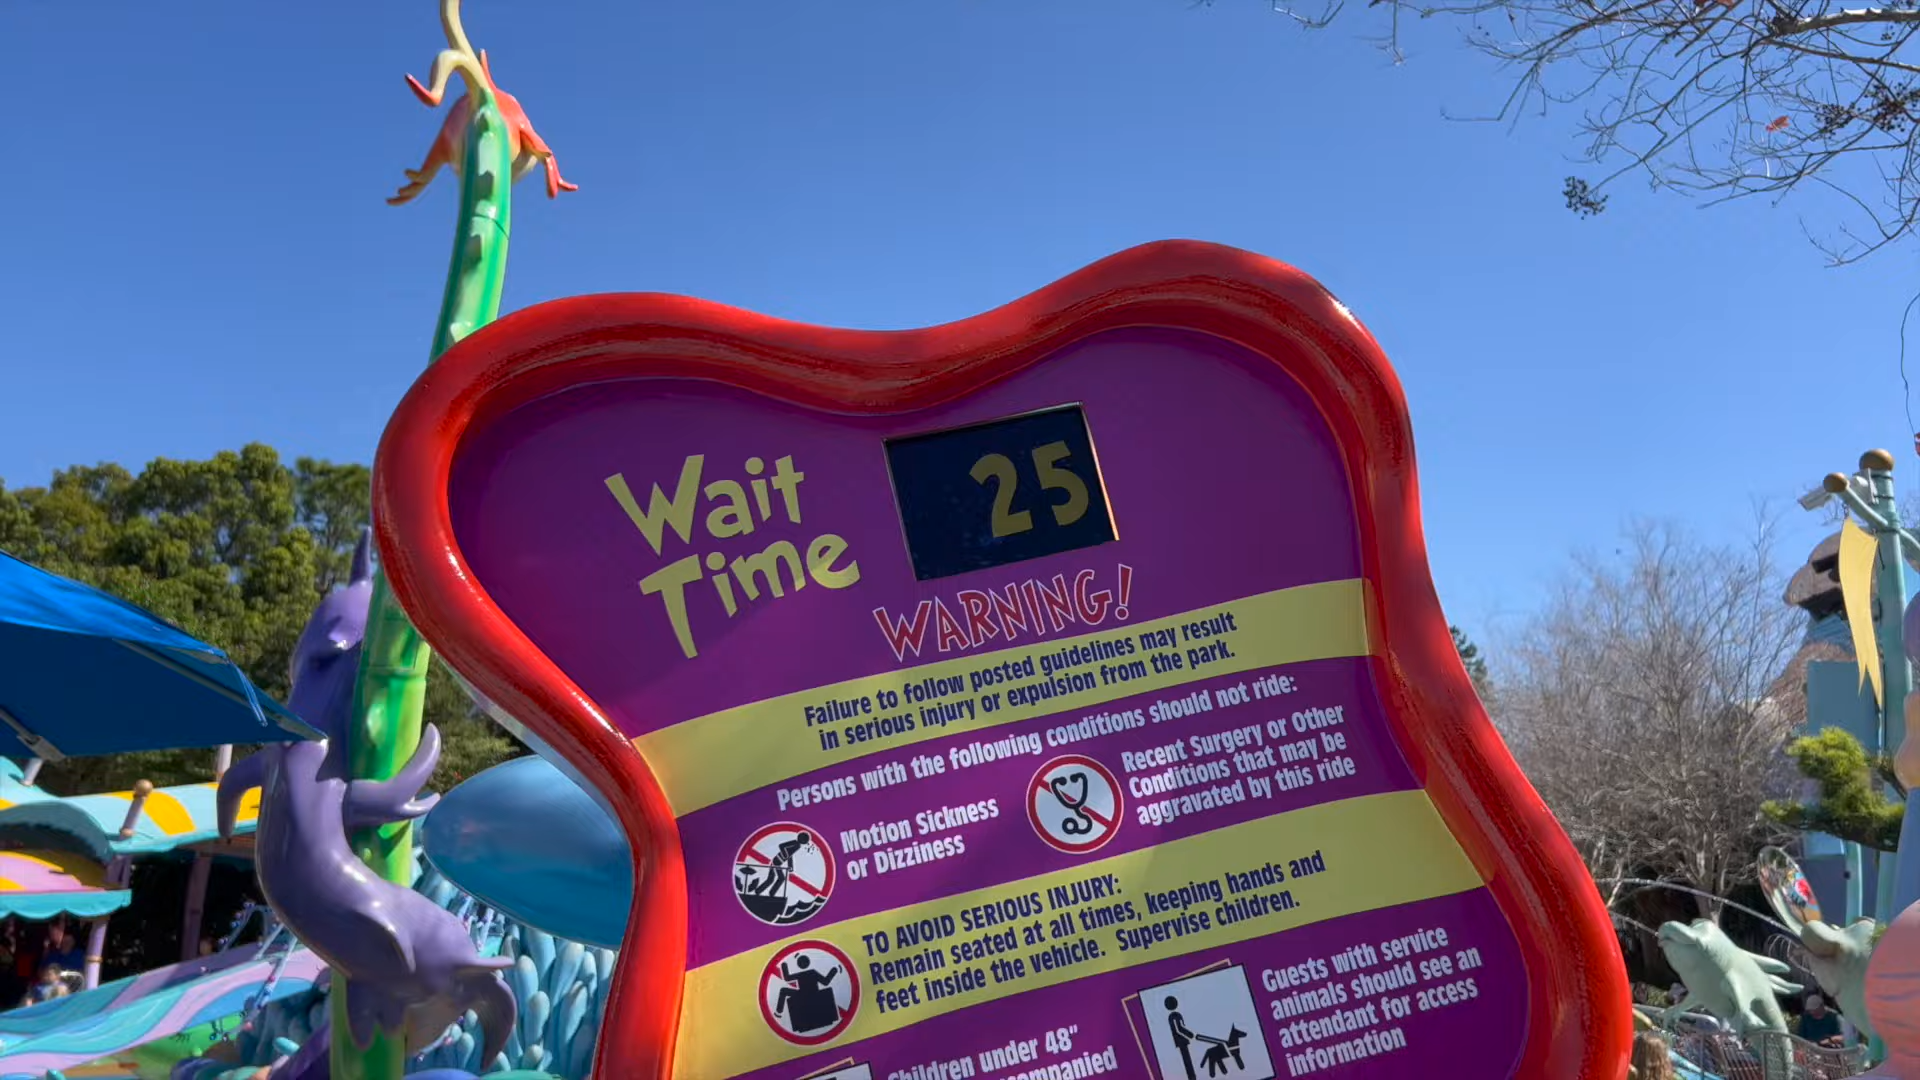 Wait
Time
25
WARNING!
Failure to follow posted guidelines may result
in serious injury or expulsion from the park.
Persons with the following conditions should not ride:
Motion Sickness
or Dizziness
Recent Surgery or Other
Conditions that may be
aggravated by this ride
TO AVOID SERIOUS INJURY:
Remain seated at all times, keeping hands and
feet inside the vehicle. Supervise children.
Children under 48"
Guests with service
animals should see an
attendant for access
information